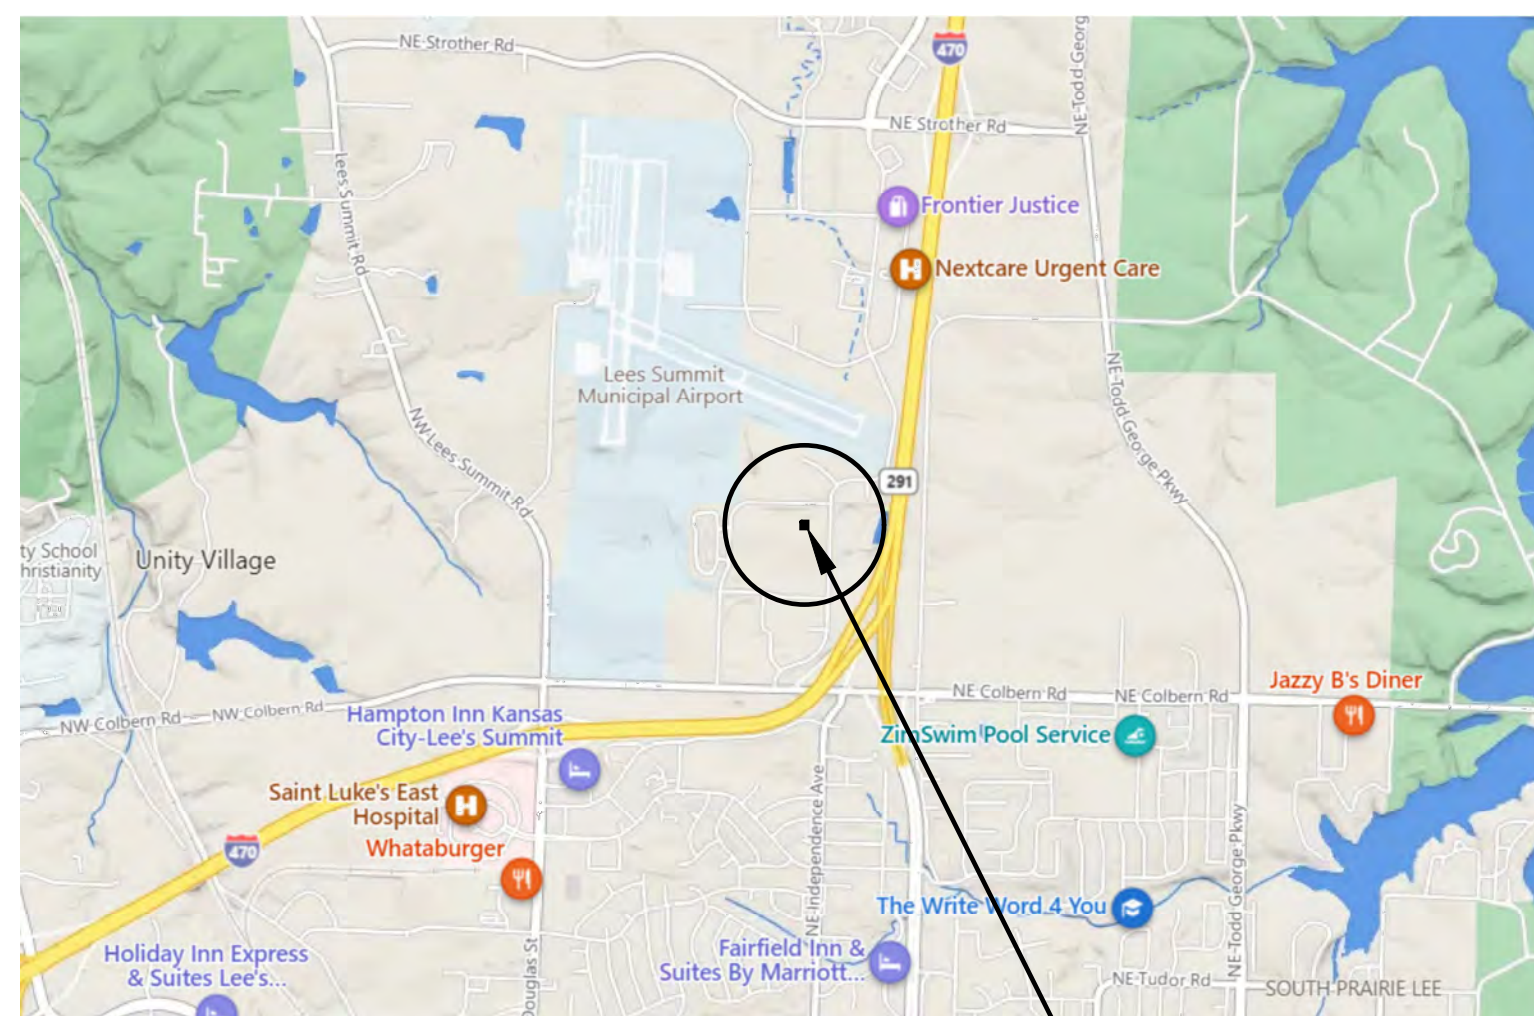 NE Strother Rd
470
NE-Todd-Georg
NE Strother Rd
Lees Summit Rd
Frontier Justice
Nextcare Urgent Care
Lees Summit
Municipal Airport
NE-Todd-George-Pkwy
NW-Lees-Summit-Rd
291
ty School
hristianity
Unity Village
NE Colbern Rd
NE Colbern Rd
Jazzy B's Diner
NW Colbern Rd
NW Colbern Rd
Hampton Inn Kansas
City-Lee's Summit
ZimSwim Pool Service
Saint Luke's East
Hospital
H
Whataburger
470
NE-Independence Ave
NE-Todd George-Pkwy
The Write Word 4 You
Holiday Inn Express
& Suites Lee's...
Douglas St
Fairfield Inn &
Suites By Marriott...
NE Tudor Rd
SOUTH PRAIRIE LEE